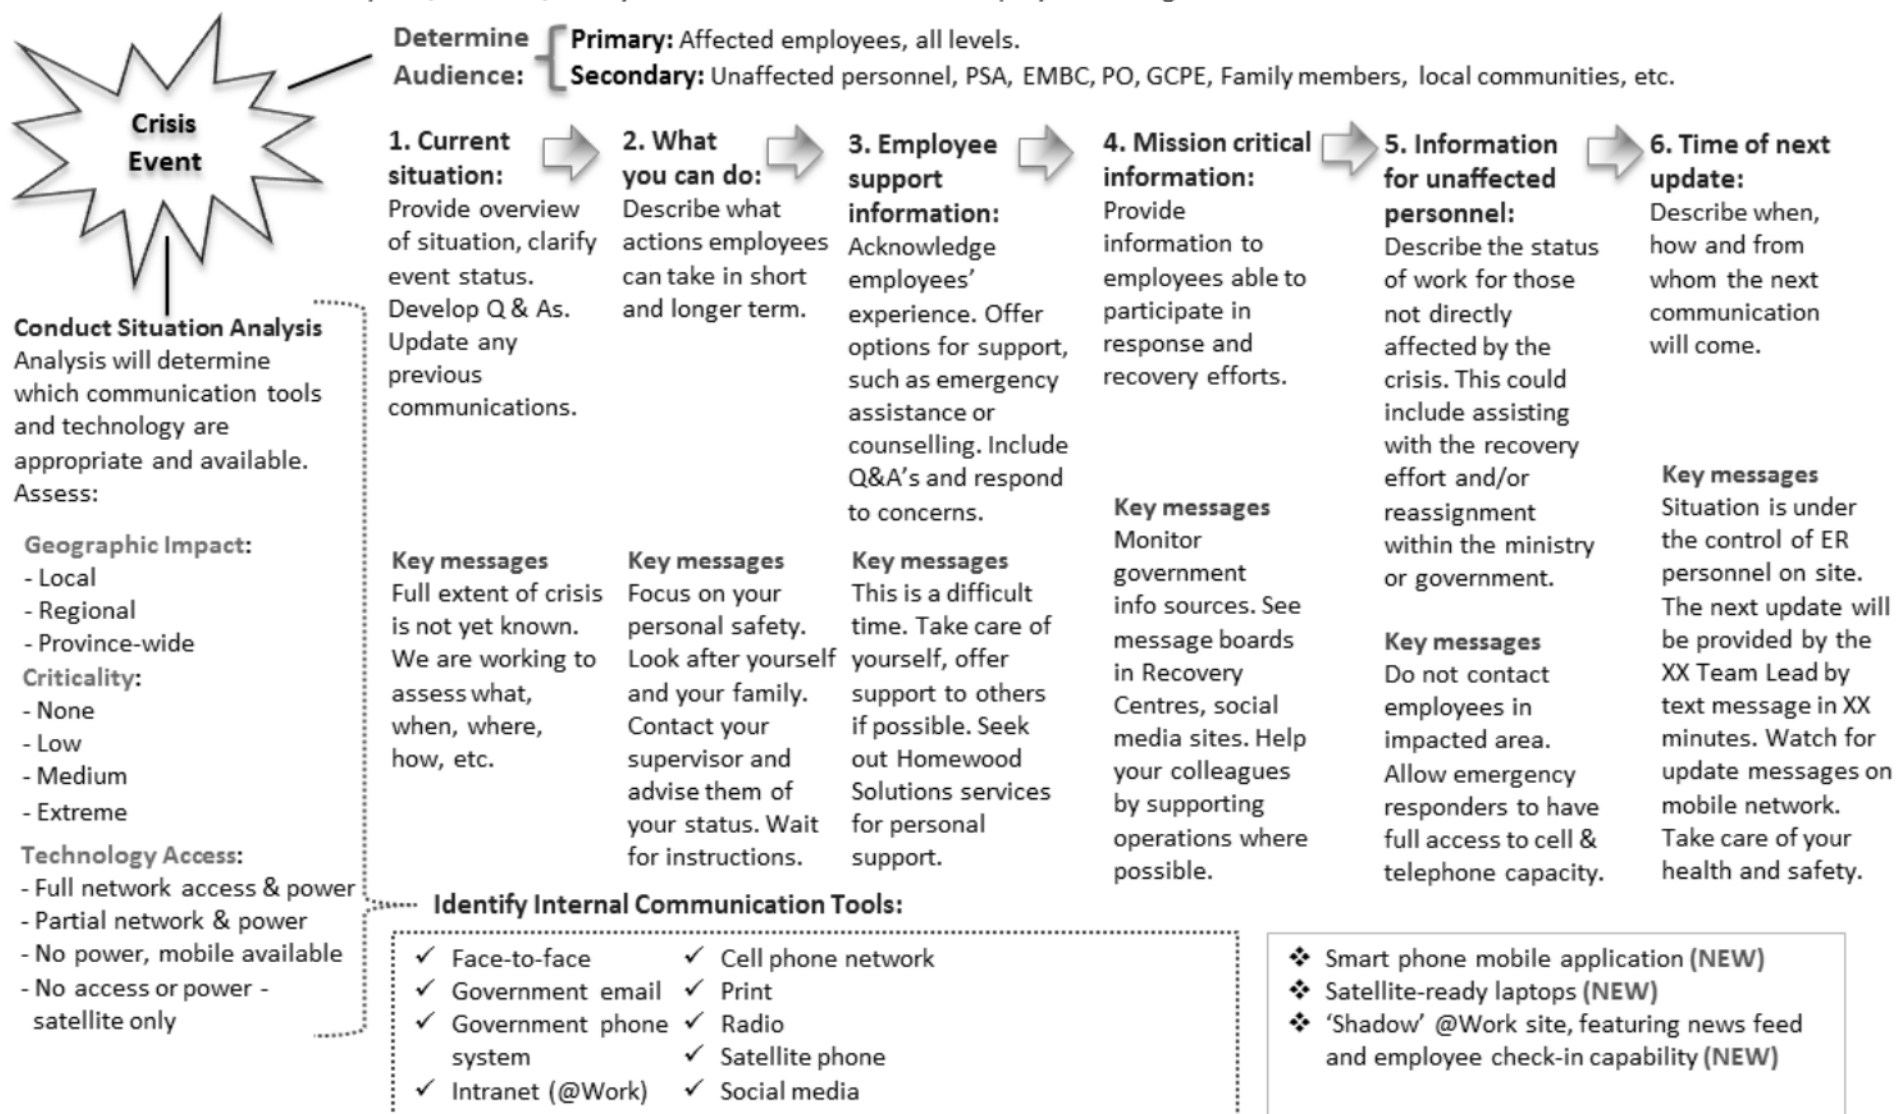 Determine
Audience:
Primary: Affected employees, all levels.
Secondary: Unaffected personnel, PSA, EMBC, PO, GCPE, Family members, local communities, etc.
Crisis
Event
1. Current
situation:
Provide overview
of situation, clarify
event status.
Develop Q & As.
Update any
previous
communications.
Key messages
Full extent of crisis
is not yet known.
We are working to
assess what,
when, where,
how, etc.
2. What
you can do:
Describe what
actions employees
can take in short
and longer term.
Key messages
Focus on your
personal safety.
Look after yourself
and your family.
Contact your
supervisor and
advise them of
your status. Wait
for instructions.
3. Employee
support
information:
Acknowledge
employees'
experience. Offer
options for support,
such as emergency
assistance or
counselling. Include
Q&A's and respond
to concerns.
Key messages
This is a difficult
time. Take care of
yourself, offer
support to others
if possible. Seek
out Homewood
Solutions services
for personal
support.
4. Mission critical
information:
Provide
information to
employees able to
participate in
response and
recovery efforts.
Key messages
Monitor
government
info sources. See
message boards
in Recovery
Centres, social
media sites. Help
your colleagues
by supporting
operations where
possible.
5. Information
for unaffected
personnel:
Describe the status
of work for those
not directly
affected by the
crisis. This could
include assisting
with the recovery
effort and/or
reassignment
within the ministry
or government.
Key messages
Do not contact
employees in
impacted area.
Allow emergency
responders to have
full access to cell &
telephone capacity.
6. Time of next
update:
Describe when,
how and from
whom the next
communication
will come.
Key messages
Situation is under
the control of ER
personnel on site.
The next update will
be provided by the
XX Team Lead by
text message in XX
minutes. Watch for
update messages on
mobile network.
Take care of your
health and safety.
Conduct Situation Analysis
Analysis will determine
which communication tools
and technology are
appropriate and available.
Assess:
Geographic Impact:
- Local
- Regional
- Province-wide
Criticality:
- None
- Low
- Medium
- Extreme
Technology Access:
- Full network access & power
- Partial network & power
- No power, mobile available
- No access or power -
satellite only
Identify Internal Communication Tools:
✓ Face-to-face
✓ Government email
✓ Government phone
system
✓ Intranet (@Work)
✓ Cell phone network
✓ Print
✓ Radio
✓ Satellite phone
✓ Social media
❖ Smart phone mobile application (NEW)
❖ Satellite-ready laptops (NEW)
❖ 'Shadow' @Work site, featuring news feed
and employee check-in capability (NEW)